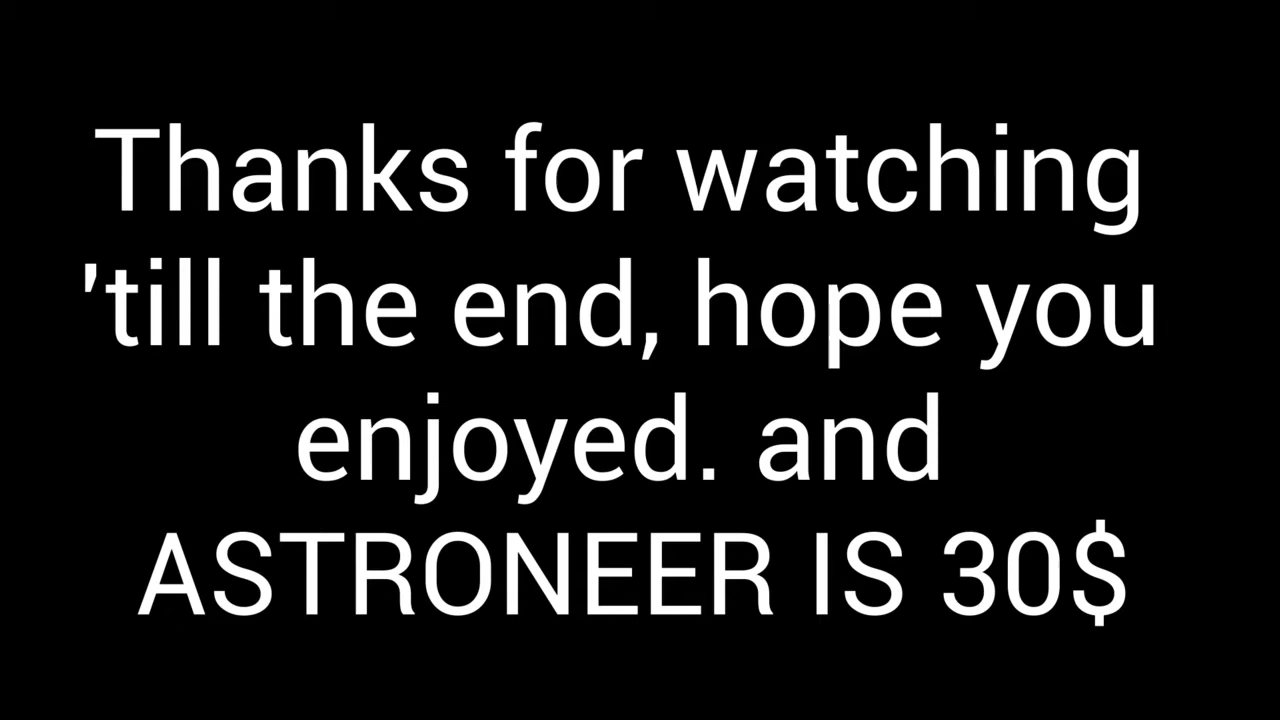 Thanks for watching
'till the end, hope you
enjoyed. and
ASTRONEER IS 30$